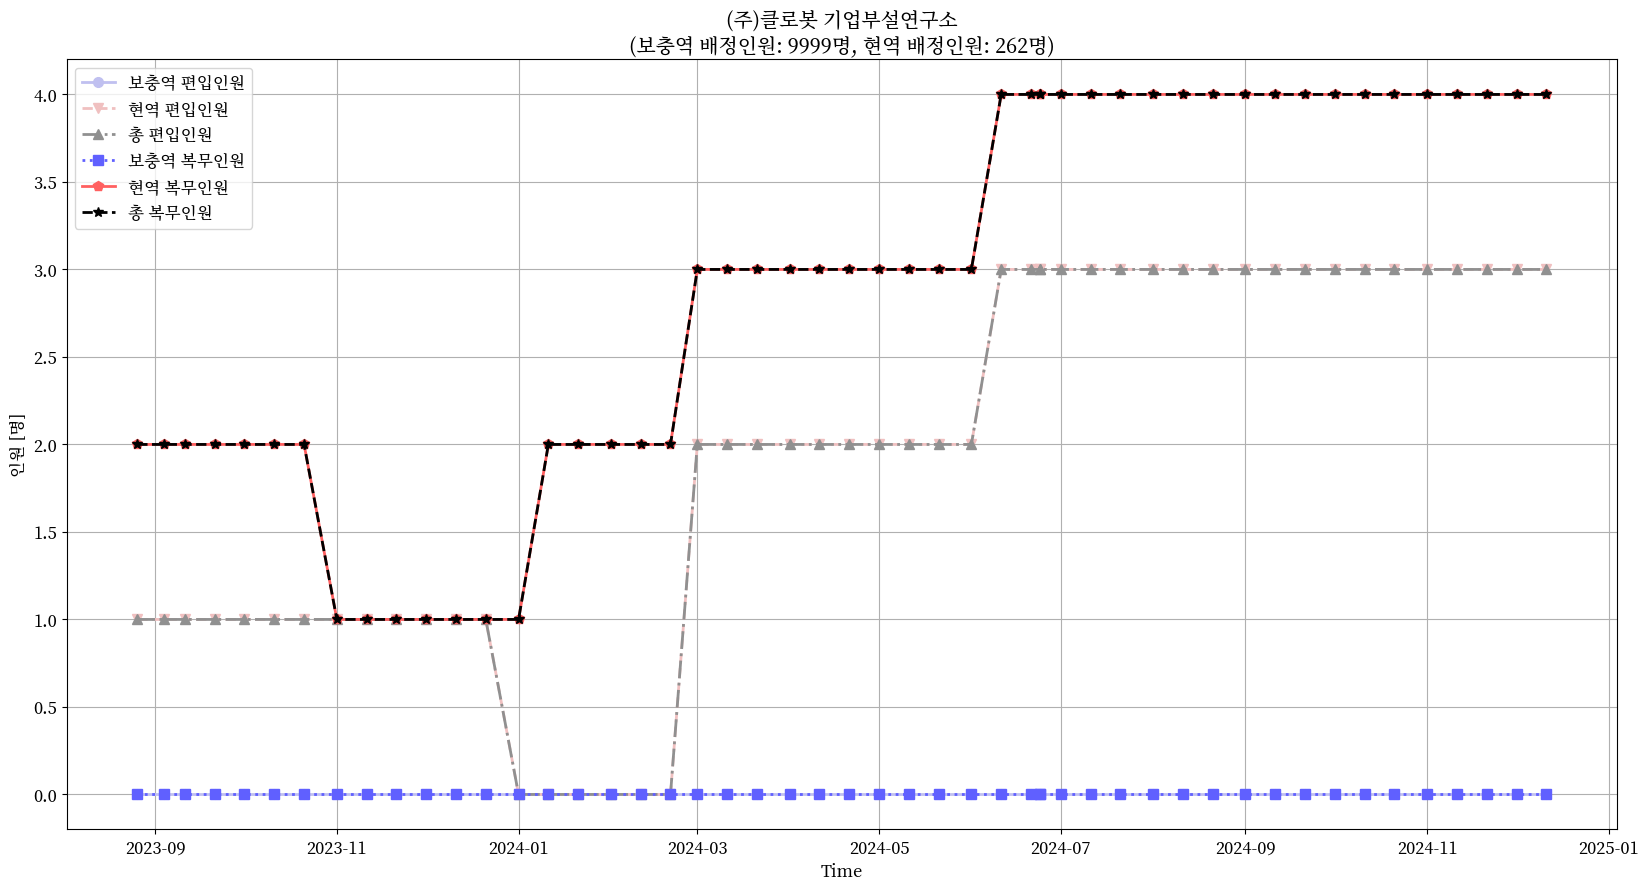 (주)클로봇 기업부설연구소
(보충역 배정인원: 9999명, 현역 배정인원: 262명)
보충역 편입인원
현역 편입인원
총 편입인원
보충역 복무인원
현역 복무인원
총 복무인원
인원 [명]
4.0
3.5
3.0
2.5
2.0
1.5
1.0
0.5
0.0
2023-09 2023-11 2024-01 2024-03 2024-05 2024-07 2024-09 2024-11 2025-01
Time